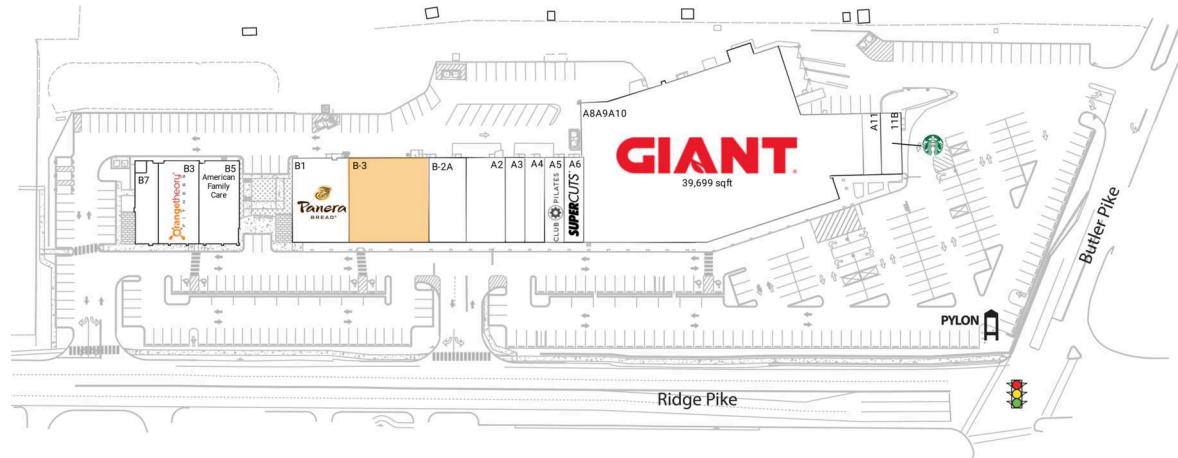 A8A9A10
A11
11B
GIANT
39,699 sqft
B7
B3
orangetheory
FITNESS
B5
American
Family
Care
B1
Panera
BREAD
B-3
B-2A
A2
A3
A4
A5
CLUB PILATES
A6
SUPERCUTS
Butler Pike
PYLON
Ridge Pike